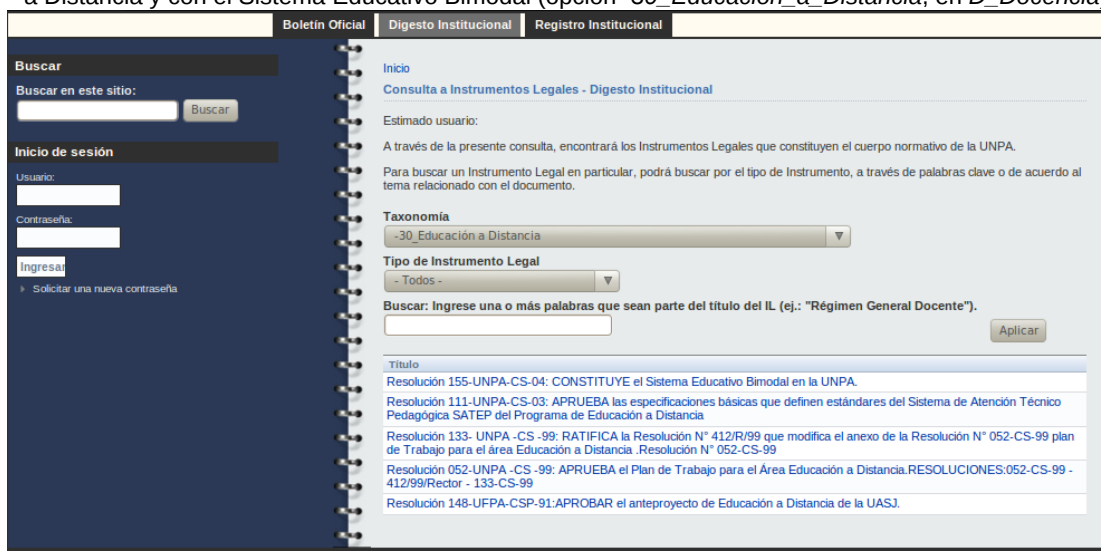 a Distancia y con el Sistema Educativo Bimodal (opción -30_Educación_a_Distancia, en D_Docencia)
Boletín Oficial
Digesto Institucional
Registro Institucional
Buscar
Buscar en este sitio:
Buscar
Inicio de sesión
Usuario:
Contraseña:
Ingresar
Solicitar una nueva contraseña
Inicio
Consulta a Instrumentos Legales - Digesto Institucional
Estimado usuario:
A través de la presente consulta, encontrará los Instrumentos Legales que constituyen el cuerpo normativo de la UNPA.
Para buscar un Instrumento Legal en particular, podrá buscar por el tipo de Instrumento, a través de palabras clave o de acuerdo al
tema relacionado con el documento.
Taxonomía
-30_Educación a Distancia
Tipo de Instrumento Legal
- Todos -
Buscar: Ingrese una o más palabras que sean parte del título del IL (ej.: "Régimen General Docente").
Aplicar
Título
Resolución 155-UNPA-CS-04: CONSTITUYE el Sistema Educativo Bimodal en la UNPA.
Resolución 111-UNPA-CS-03: APRUEBA las especificaciones básicas que definen estándares del Sistema de Atención Técnico
Pedagógica SATEP del Programa de Educación a Distancia
Resolución 133- UNPA -CS -99: RATIFICA la Resolución N° 412/R/99 que modifica el anexo de la Resolución N° 052-CS-99 plan
de Trabajo para el área Educación a Distancia .Resolución N° 052-CS-99
Resolución 052-UNPA -CS -99: APRUEBA el Plan de Trabajo para el Área Educación a Distancia.RESOLUCIONES:052-CS-99 -
412/99/Rector - 133-CS-99
Resolución 148-UFPA-CSP-91:APROBAR el anteproyecto de Educación a Distancia de la UASJ.